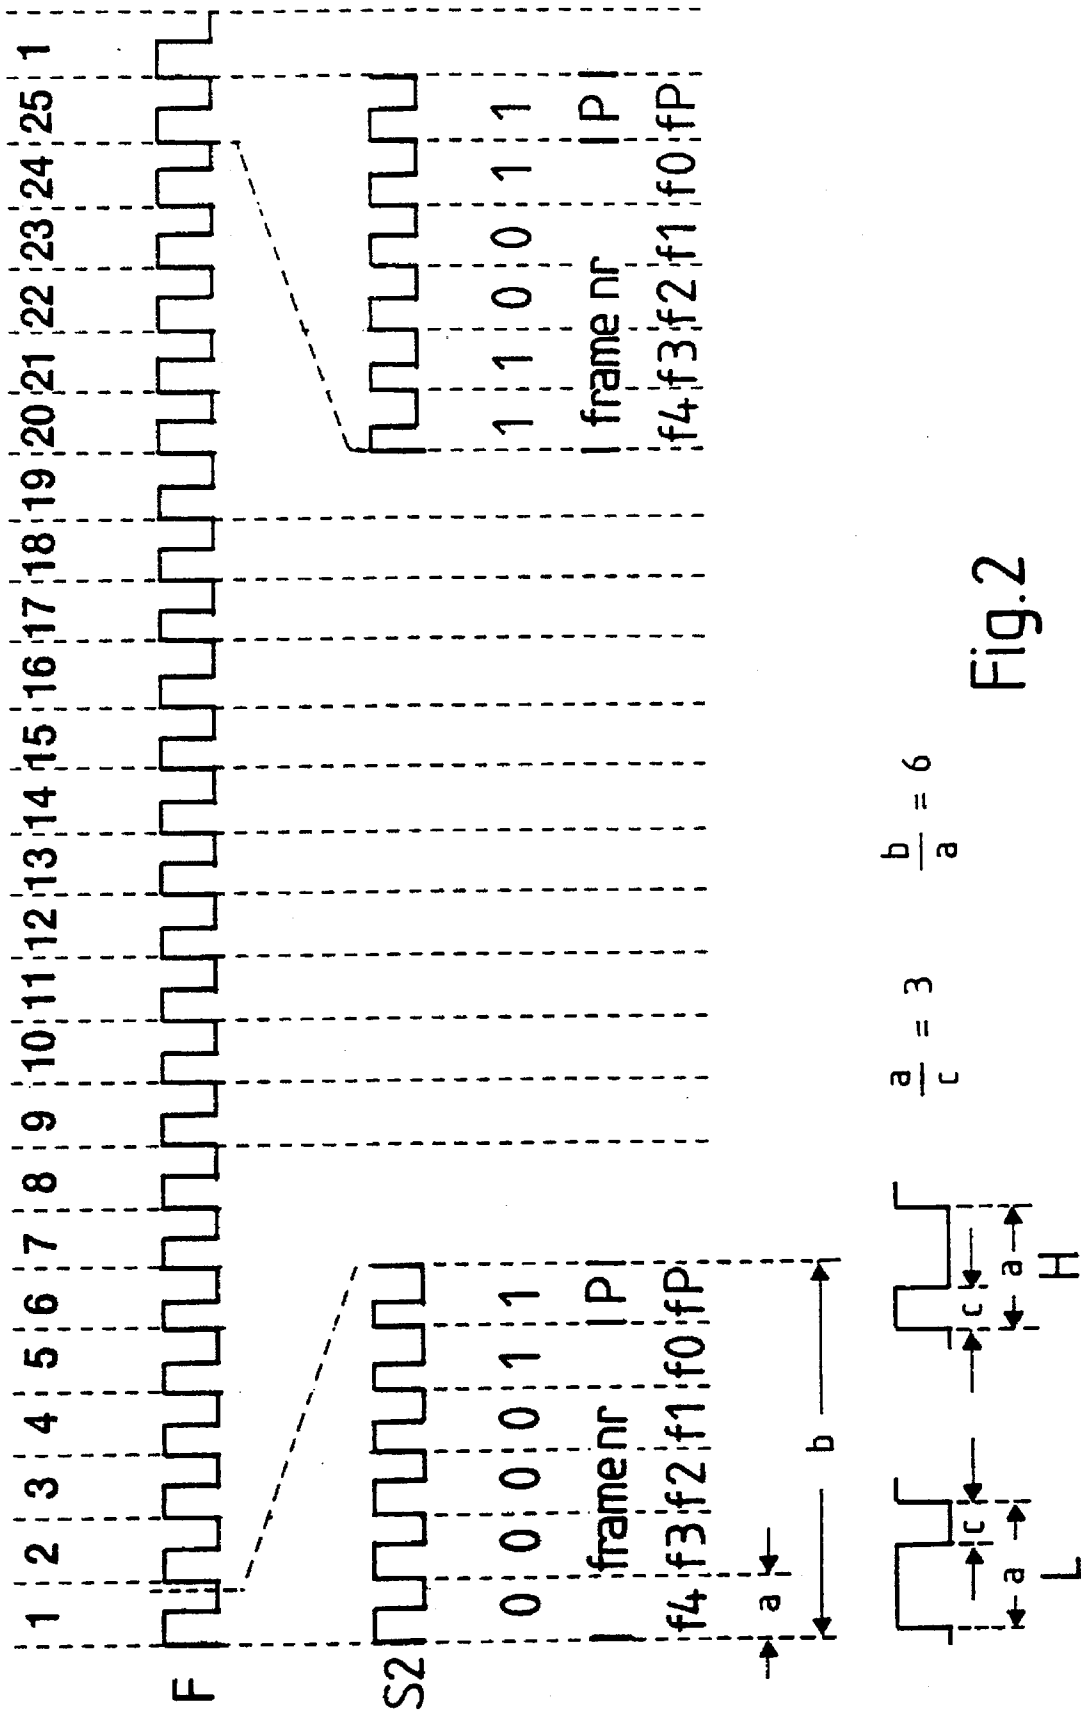 1 2 3 4 5 6 7 8 9 10 11 12 13 14 15 16 17 18 19 20 21 22 23 24 25 1
F
S2
0 0 0 0 1 1
frame nr P
f4 f3 f2 f1 f0 fP
1 1 0 0 1 1
frame nr P
f4 f3 f2 f1 f0 fP
a
b
c
a
L
c
a
H
a/c = 3
b/a = 6
Fig.2